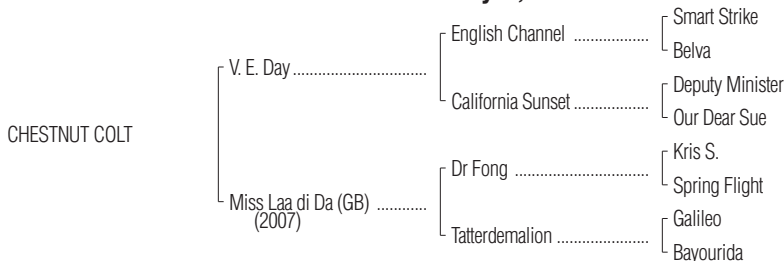 Smart Strike
English Channel ..................
Belva
V. E. Day ................................
Deputy Minister
California Sunset ..................
Our Dear Sue
CHESTNUT COLT
Kris S.
Dr Fong ................................
Spring Flight
Miss Laa di Da (GB) ............
(2007)
Galileo
Tatterdemalion ......................
Bayourida